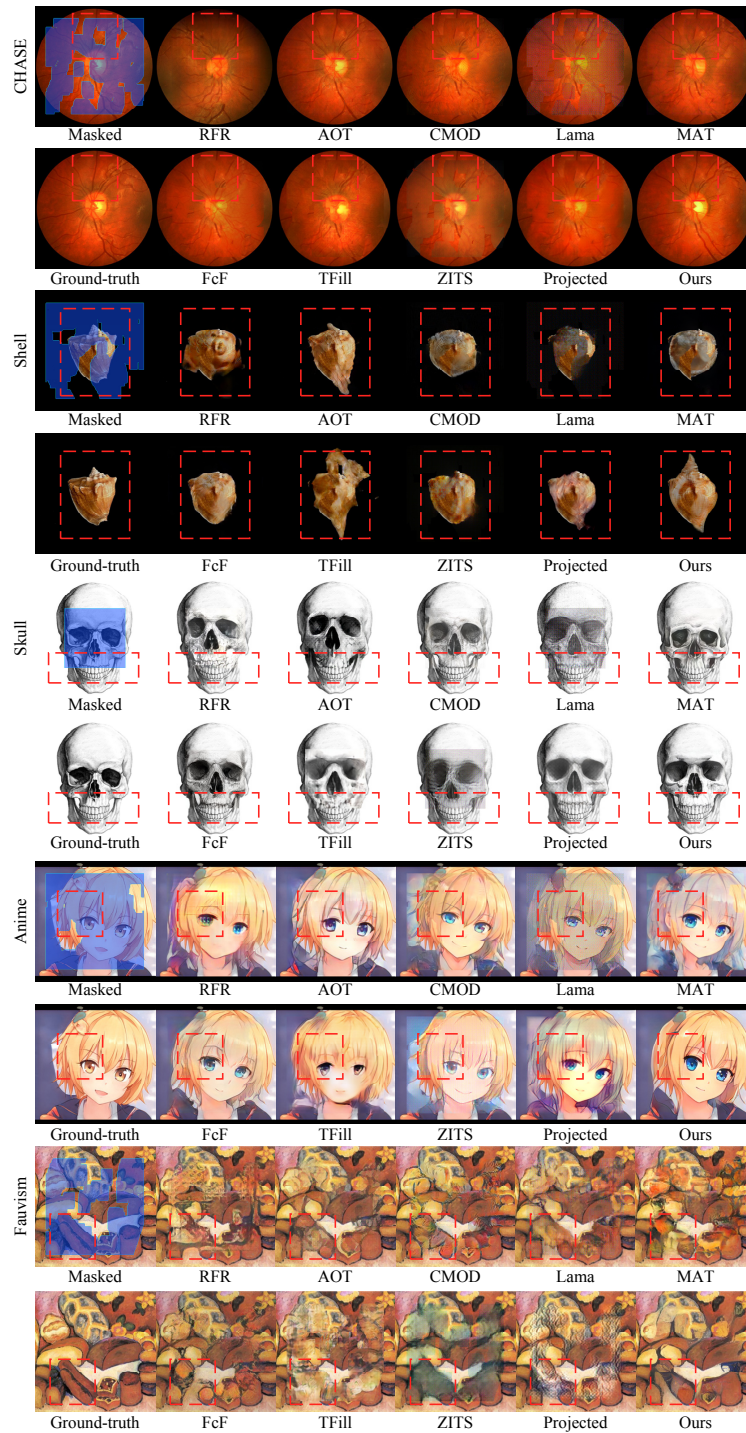 CHASE
Masked RFR AOT CMOD Lama MAT
Ground-truth FcF TFill ZITS Projected Ours
Shell
Masked RFR AOT CMOD Lama MAT
Ground-truth FcF TFill ZITS Projected Ours
Skull
Masked RFR AOT CMOD Lama MAT
Ground-truth FcF TFill ZITS Projected Ours
Anime
Masked RFR AOT CMOD Lama MAT
Ground-truth FcF TFill ZITS Projected Ours
Fauvism
Masked RFR AOT CMOD Lama MAT
Ground-truth FcF TFill ZITS Projected Ours